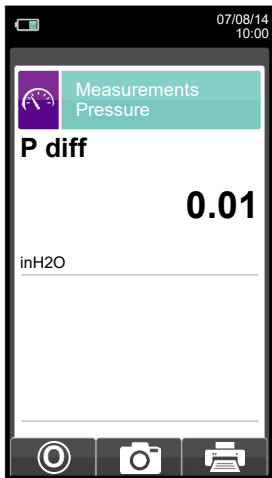 07/08/14
10:00
Measurements
Pressure
P diff
0.01
inH2O